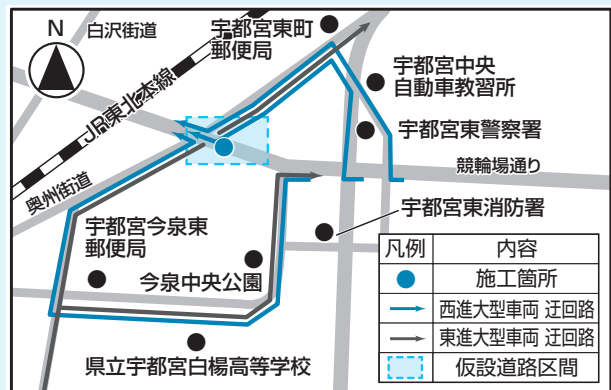 N
白沢街道
宇都宮東町
郵便局
JR東北本線
宇都宮中央
自動車教習所
宇都宮東警察署
競輪場通り
奥州街道
宇都宮今泉東
郵便局
宇都宮東消防署
今泉中央公園
県立宇都宮白楊高等学校
凡例 内容
施工箇所
西進大型車両 迂回路
東進大型車両 迂回路
仮設道路区間